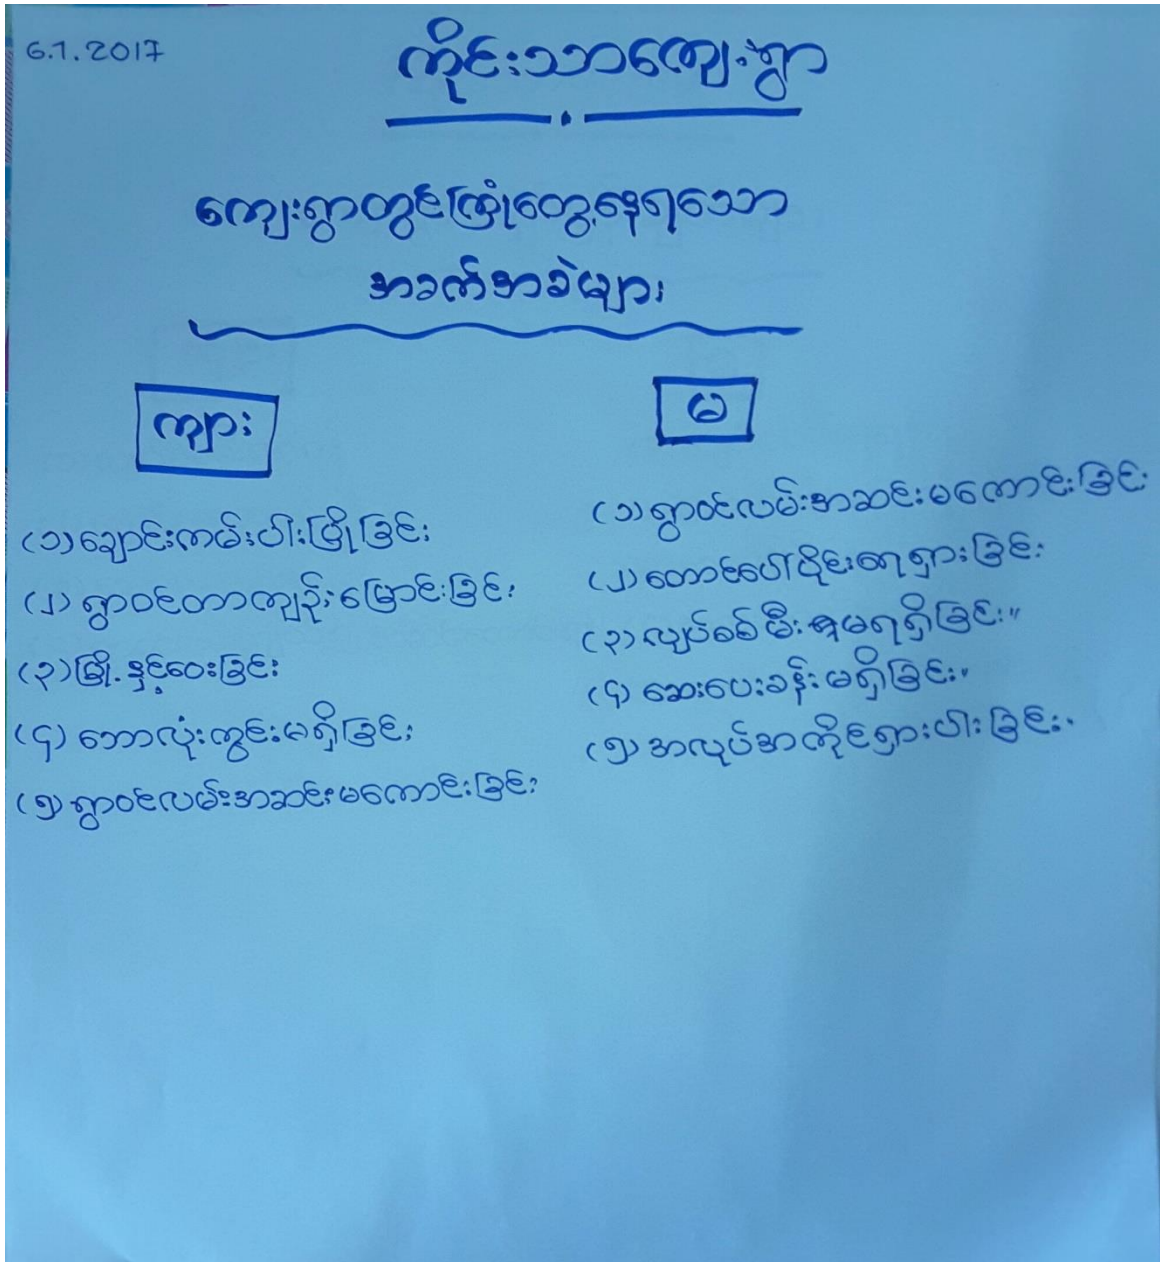 6.1.2017
ကိုင်းသာကျေးရွာ
ကျေးရွာတွင်ကြုံတွေ့နေရသော
အခက်အခဲများ
ကျား
(၁) ချောင်းကမ်းပါးပြိုခြင်း
(၂) ရွာဝင်တာကျဉ်းမြောင်းခြင်း
(၃) မြို့နှင့်ဝေးခြင်း
(၄) ဘောလုံးကွင်းမရှိခြင်း
(၅) ရွာဝင်လမ်းအဆင်းမကောင်းခြင်း
မ
(၁) ရွာဝင်လမ်းအဆင်းမကောင်းခြင်း
(၂) တောင်ပေါ်ပိုင်းရေရှားခြင်း
(၃) လျှပ်စစ်မီးမရရှိခြင်း။
(၄) ဆေးပေးခန်းမရှိခြင်း။
(၅) အလုပ်အကိုင်ရှားပါးခြင်း